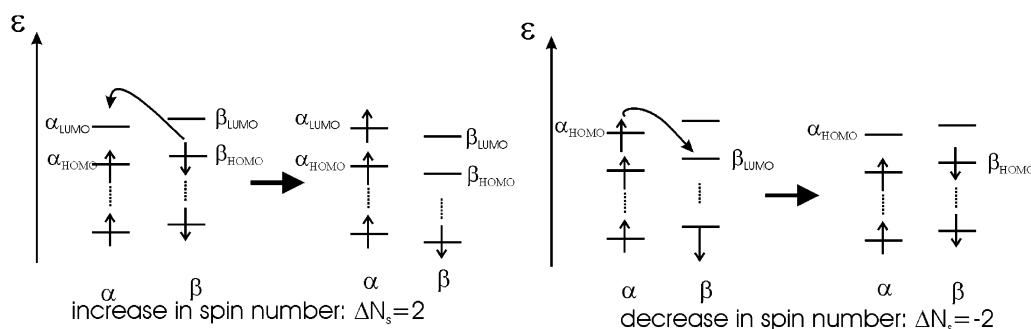 ε ε
α_LUMO β_LUMO α_LUMO β_LUMO α_HOMO β_LUMO α_HOMO β_HOMO
α_HOMO β_HOMO α_HOMO β_HOMO
α β α β α β α β
increase in spin number: ΔN_s=2 decrease in spin number: ΔN_s=-2